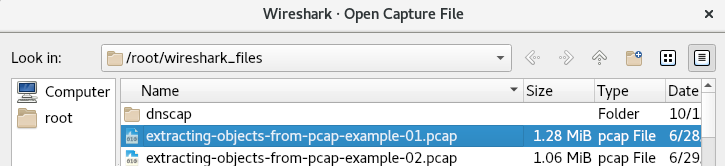 Wireshark · Open Capture File
Look in: /root/wireshark_files
Computer
root
Name Size Type Date
dnscap Folder 10/1
extracting-objects-from-pcap-example-01.pcap 1.28 MiB pcap File 6/28
extracting-objects-from-pcap-example-02.pcap 1.06 MiB pcap File 6/29